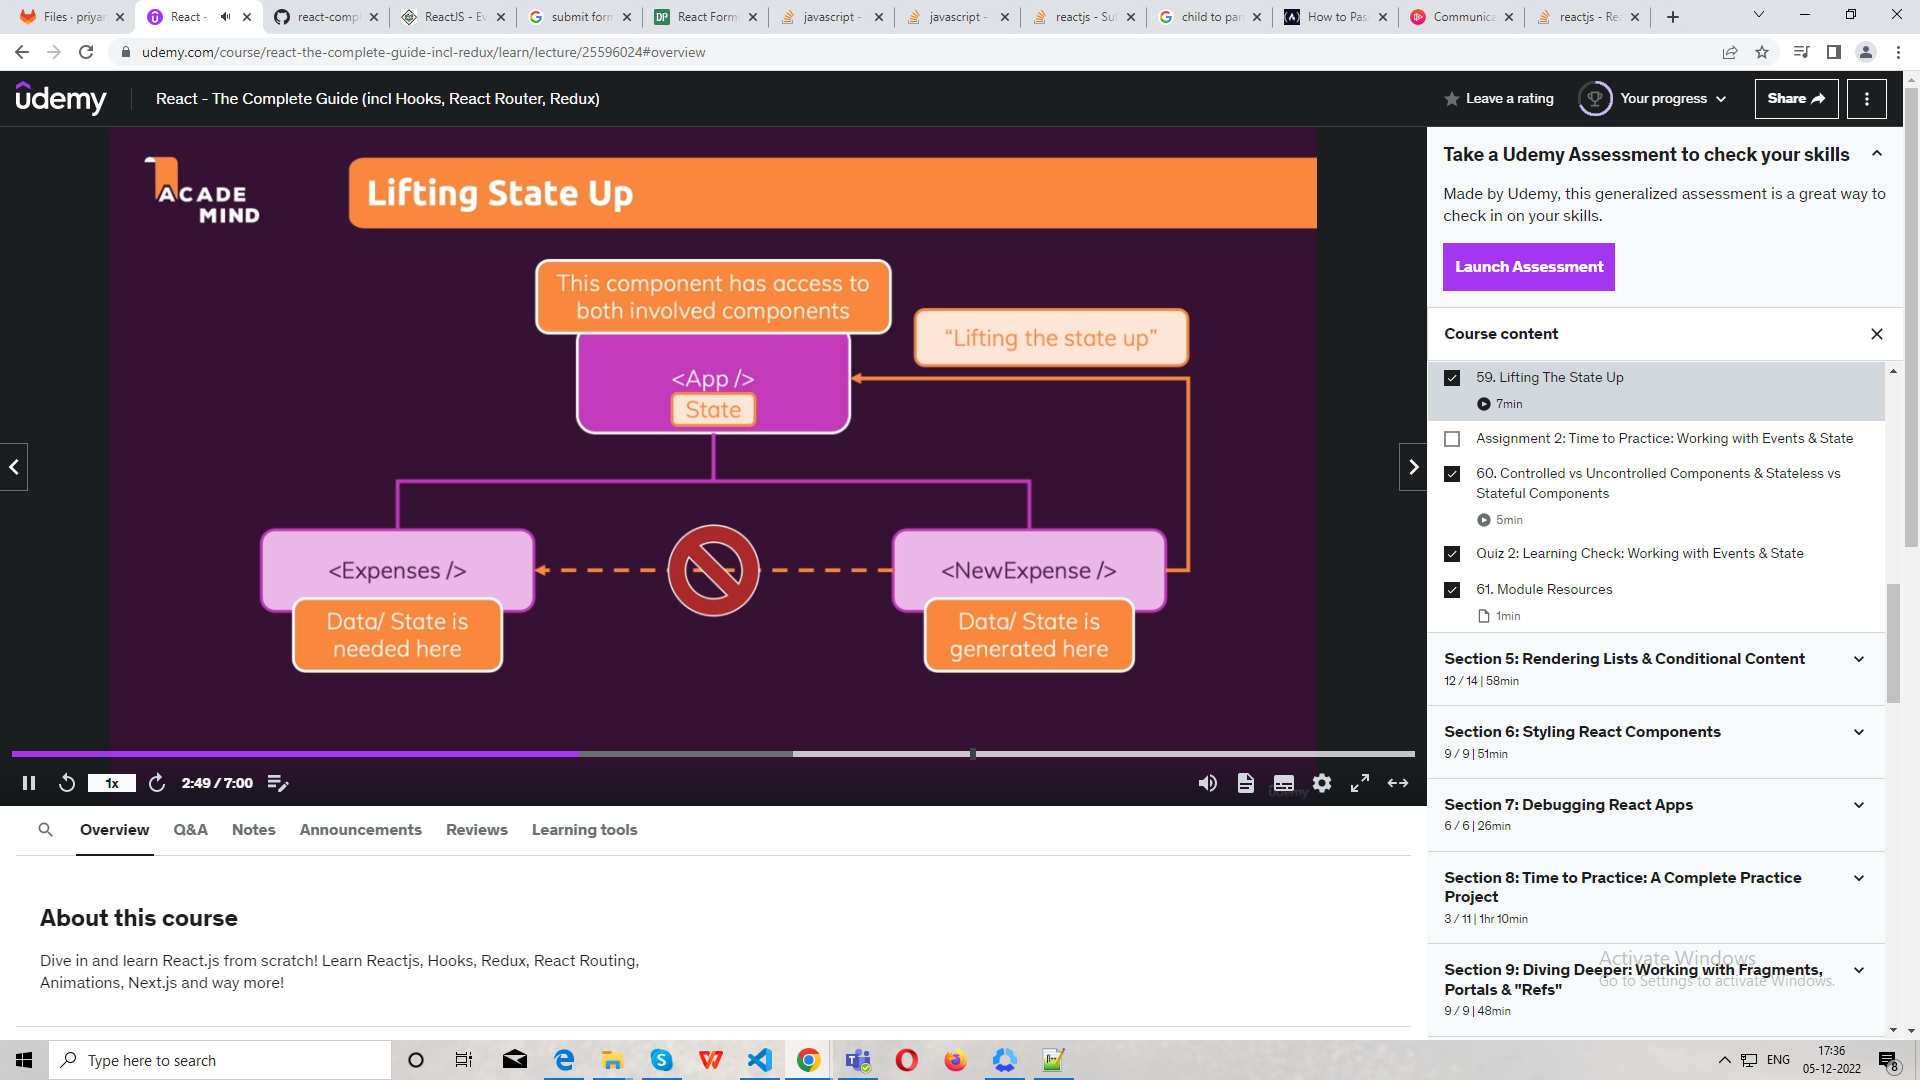 Files · priyan
React -
react-compl
ReactJS - Ev
submit form
React Forms
javascript -
javascript -
reactjs - Sul
child to par
How to Pas
Communica
reactjs - Rea
udemy.com/course/react-the-complete-guide-incl-redux/learn/lecture/25596024#overview
udemy
React - The Complete Guide (incl Hooks, React Router, Redux)
Leave a rating
Your progress
Share
ACADE
MIND
Lifting State Up
This component has access to
both involved components
"Lifting the state up"
<App />
State
<Expenses />
<NewExpense />
Data/ State is
needed here
Data/ State is
generated here
1x
2:49 / 7:00
udemy
Overview
Q&A
Notes
Announcements
Reviews
Learning tools
About this course
Dive in and learn React.js from scratch! Learn Reactjs, Hooks, Redux, React Routing,
Animations, Next.js and way more!
Take a Udemy Assessment to check your skills
Made by Udemy, this generalized assessment is a great way to
check in on your skills.
Launch Assessment
Course content
59. Lifting The State Up
7min
Assignment 2: Time to Practice: Working with Events & State
60. Controlled vs Uncontrolled Components & Stateless vs
Stateful Components
5min
Quiz 2: Learning Check: Working with Events & State
61. Module Resources
1min
Section 5: Rendering Lists & Conditional Content
12 / 14 | 58min
Section 6: Styling React Components
9 / 9 | 51min
Section 7: Debugging React Apps
6 / 6 | 26min
Section 8: Time to Practice: A Complete Practice
Project
3 / 11 | 1hr 10min
Section 9: Diving Deeper: Working with Fragments,
Portals & "Refs"
9 / 9 | 48min
Activate Windows
Go to Settings to activate Windows.
Type here to search
ENG
17:36
05-12-2022
8